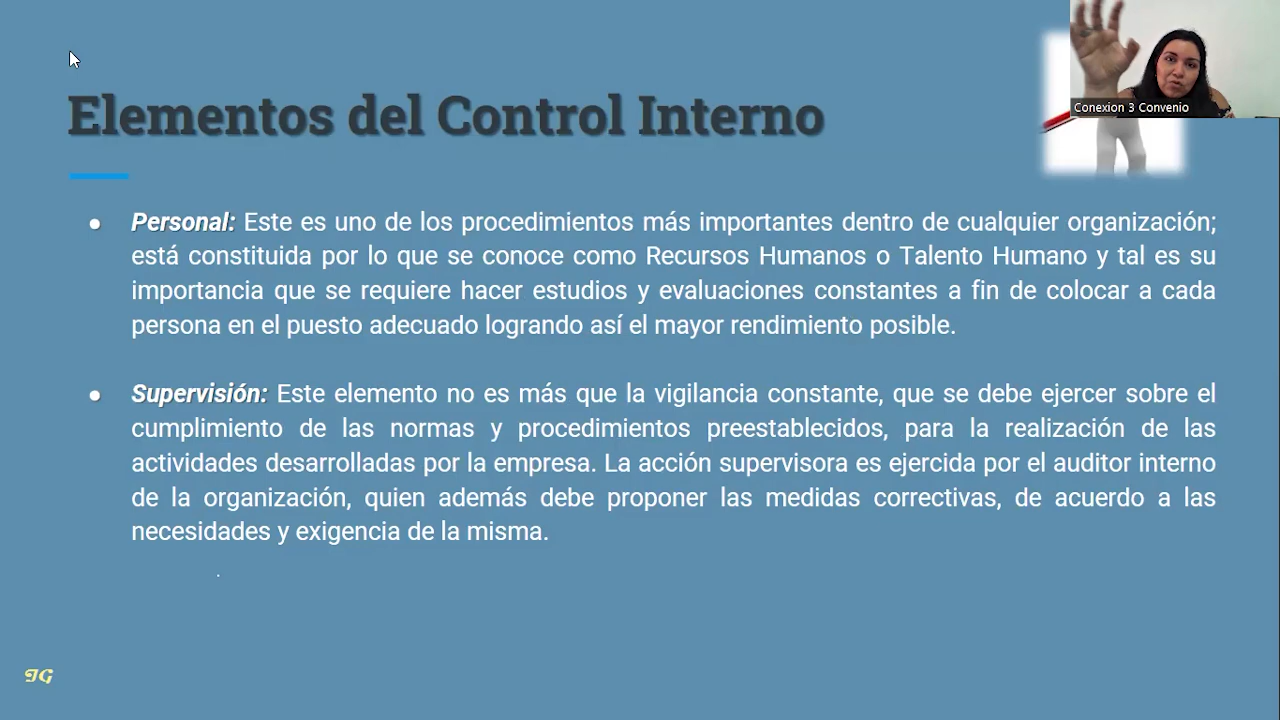 Conexion 3 Convenio
Elementos del Control Interno
● Personal: Este es uno de los procedimientos más importantes dentro de cualquier organización;
está constituida por lo que se conoce como Recursos Humanos o Talento Humano y tal es su
importancia que se requiere hacer estudios y evaluaciones constantes a fin de colocar a cada
persona en el puesto adecuado logrando así el mayor rendimiento posible.
● Supervisión: Este elemento no es más que la vigilancia constante, que se debe ejercer sobre el
cumplimiento de las normas y procedimientos preestablecidos, para la realización de las
actividades desarrolladas por la empresa. La acción supervisora es ejercida por el auditor interno
de la organización, quien además debe proponer las medidas correctivas, de acuerdo a las
necesidades y exigencia de la misma.
.
IG